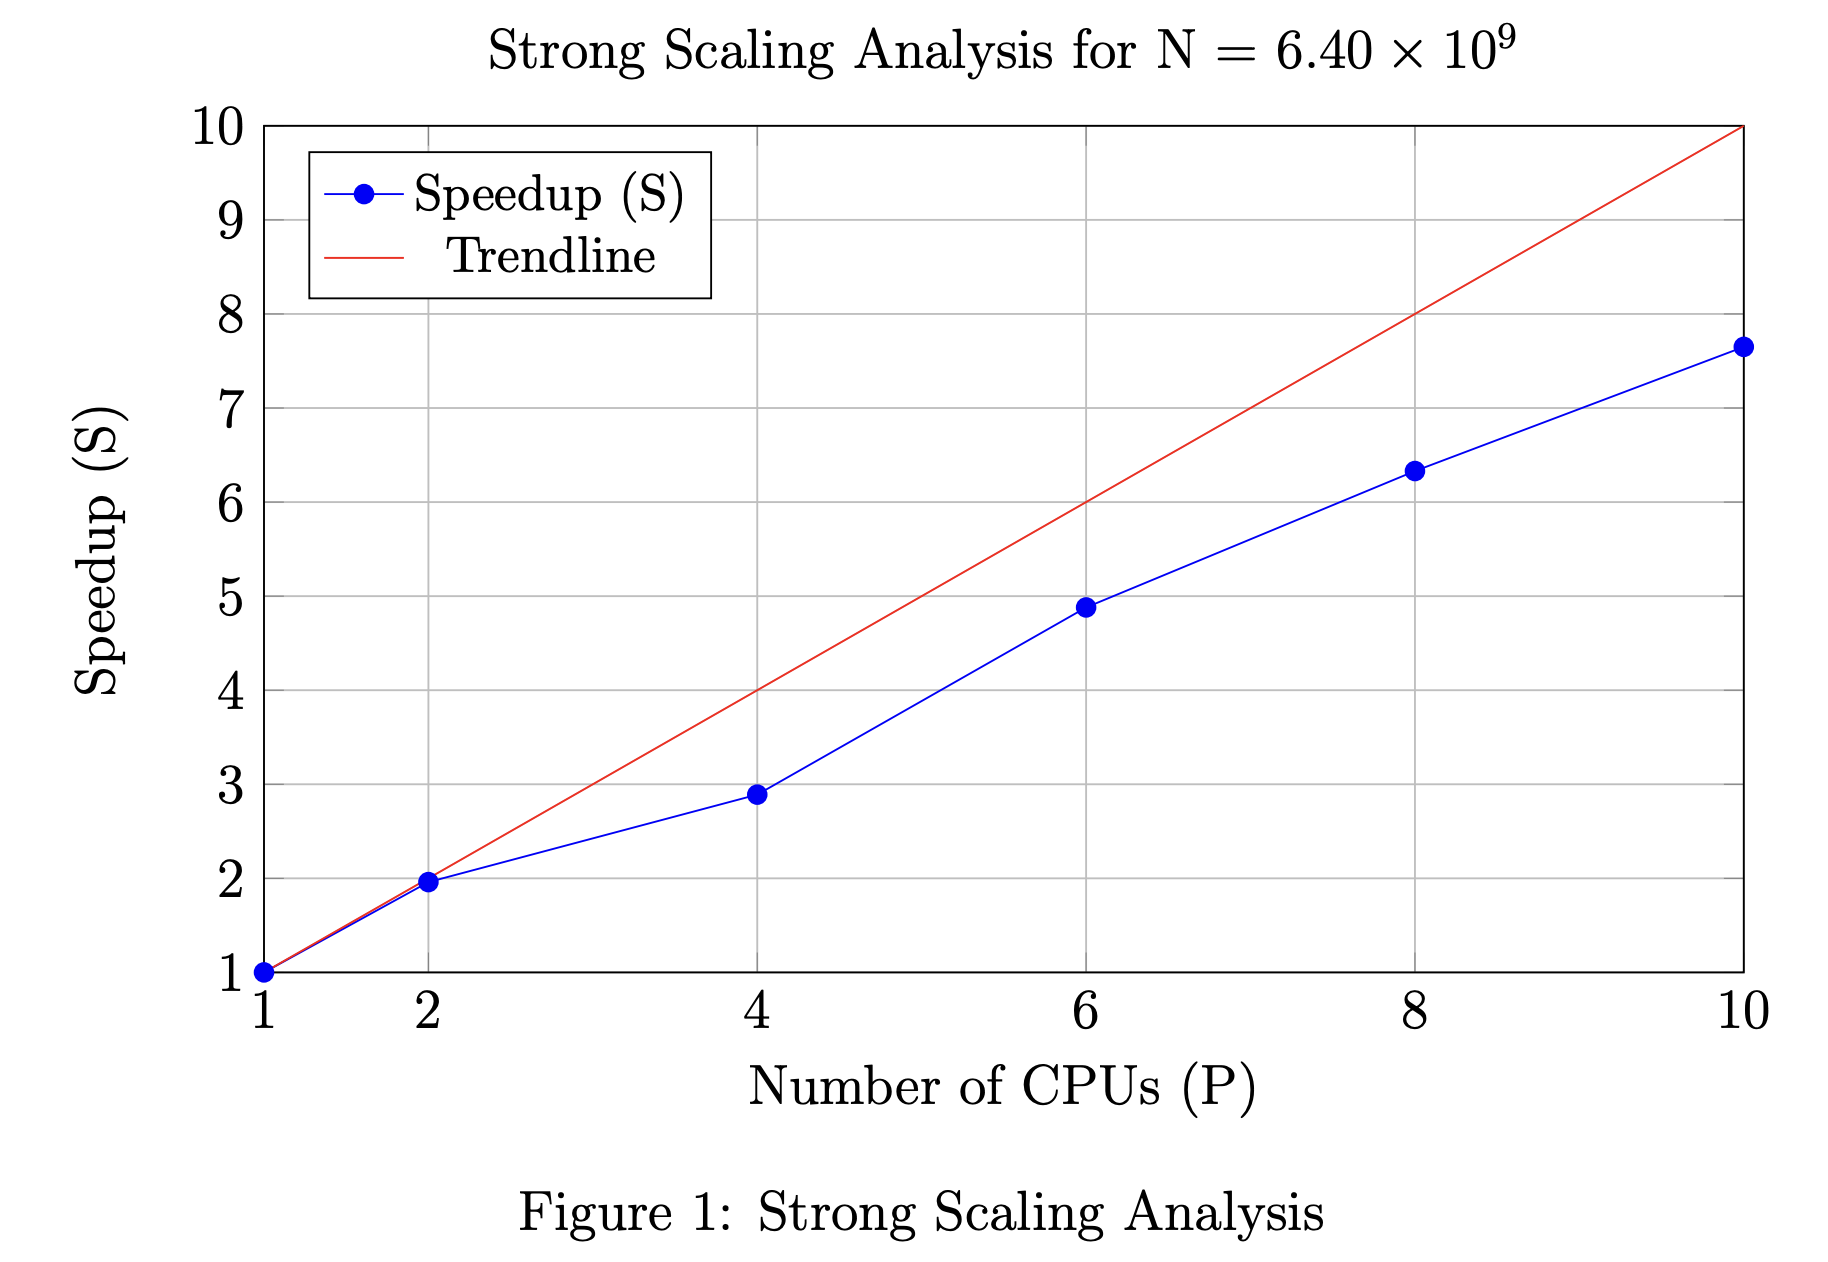 Strong Scaling Analysis for N = 6.40 × 10⁹
10
9
8
7
6
5
4
3
2
1
Speedup (S)
Trendline
Speedup (S)
1 2 4 6 8 10
Number of CPUs (P)
Figure 1: Strong Scaling Analysis